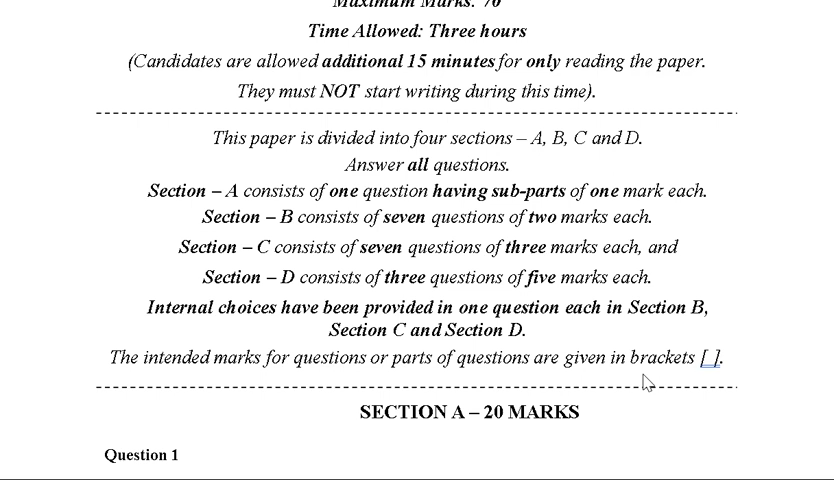 Maximum Marks: 70
Time Allowed: Three hours
(Candidates are allowed additional 15 minutes for only reading the paper.
They must NOT start writing during this time).
This paper is divided into four sections – A, B, C and D.
Answer all questions.
Section – A consists of one question having sub-parts of one mark each.
Section – B consists of seven questions of two marks each.
Section – C consists of seven questions of three marks each, and
Section – D consists of three questions of five marks each.
Internal choices have been provided in one question each in Section B,
Section C and Section D.
The intended marks for questions or parts of questions are given in brackets [ ].
SECTION A – 20 MARKS
Question 1